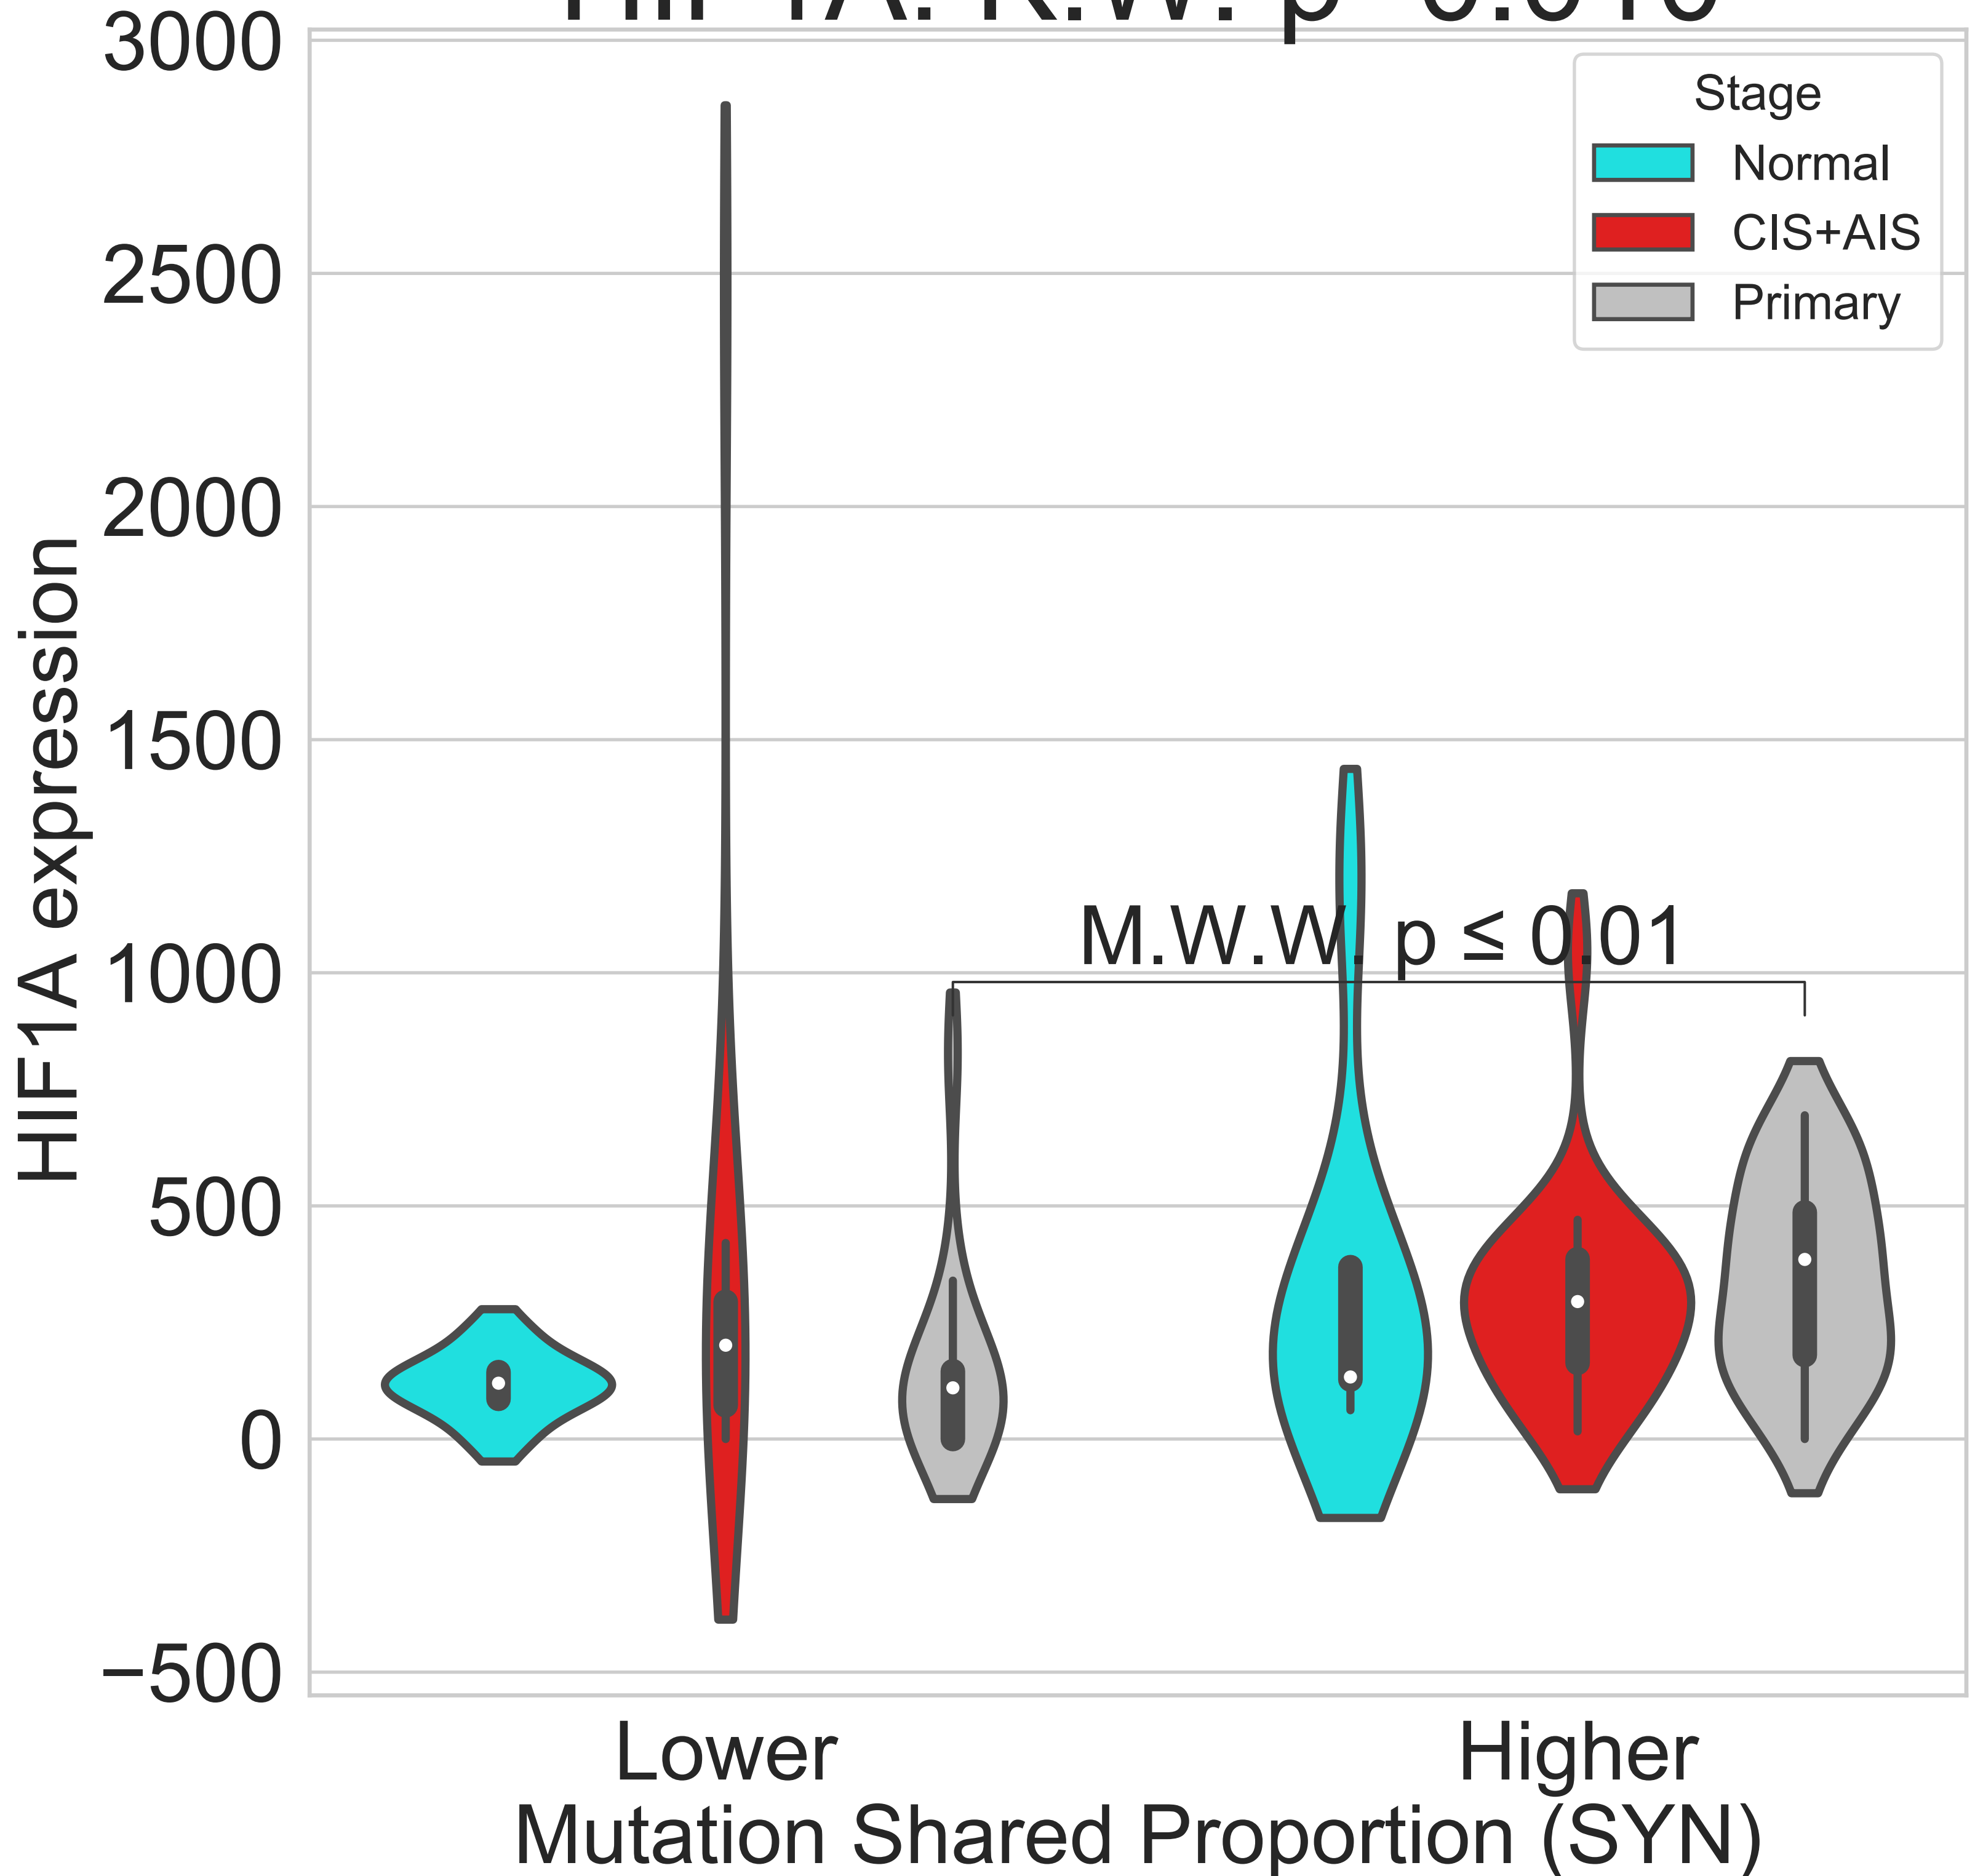 3000
2500
2000
1500
1000
500
0
−500
HIF1A expression
Stage
Normal
CIS+AIS
Primary
M.W.W. p ≤ 0.01
Lower
Higher
Mutation Shared Proportion (SYN)